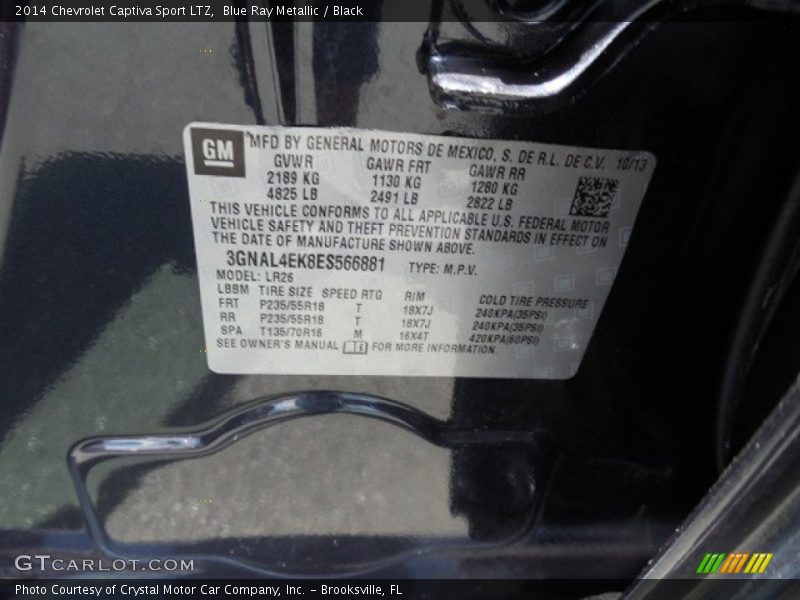 2014 Chevrolet Captiva Sport LTZ, Blue Ray Metallic / Black
GM
MFD BY GENERAL MOTORS DE MEXICO, S. DE R.L. DE C.V. 10/13
GVWR GAWR FRT GAWR RR
2189 KG 1130 KG 1280 KG
4825 LB 2491 LB 2822 LB
THIS VEHICLE CONFORMS TO ALL APPLICABLE U.S. FEDERAL MOTOR
VEHICLE SAFETY AND THEFT PREVENTION STANDARDS IN EFFECT ON
THE DATE OF MANUFACTURE SHOWN ABOVE.
3GNAL4EK8ES566881 TYPE: M.P.V.
MODEL: LR26
LBBM TIRE SIZE SPEED RTG RIM COLD TIRE PRESSURE
FRT P235/55R18 T 18X7J 240KPA(35PSI)
RR P235/55R18 T 18X7J 240KPA(35PSI)
SPA T135/70R16 M 16X4T 420KPA(60PSI)
SEE OWNER'S MANUAL FOR MORE INFORMATION.
GTCARLOT.COM
Photo Courtesy of Crystal Motor Car Company, Inc. – Brooksville, FL